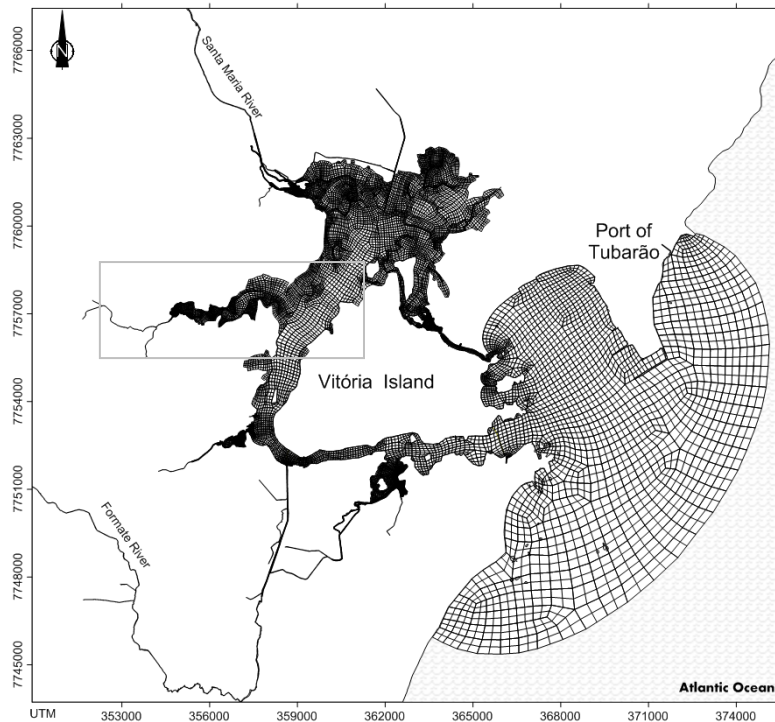 7766000
7763000
7760000
7757000
7754000
7751000
7748000
7745000
N
Santa Maria River
Port of
Tubarão
Vitória Island
Formate River
Atlantic Ocean
UTM
353000
356000
359000
362000
365000
368000
371000
374000